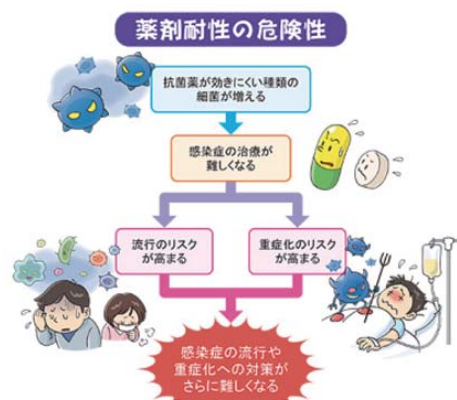 薬剤耐性の危険性
抗菌薬が効きにくい種類の
細菌が増える
感染症の治療が
難しくなる
流行のリスク
が高まる
重症化のリスク
が高まる
感染症の流行や
重症化への対策が
さらに難しくなる